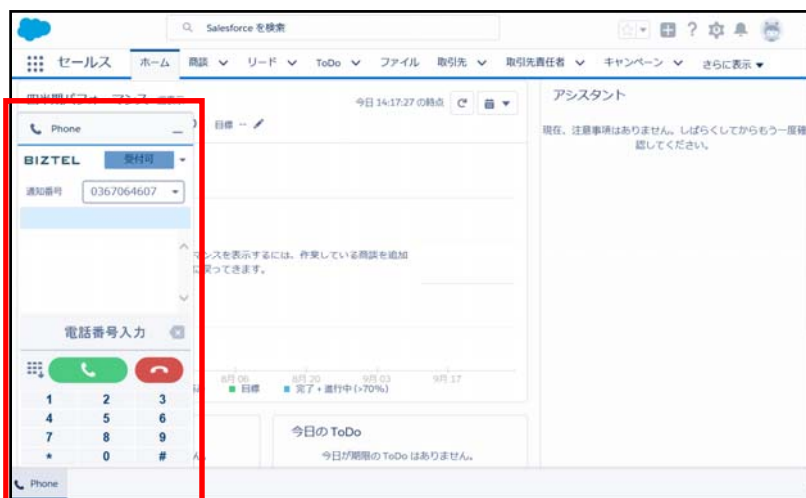 Salesforce を検索
セールス ホーム 商談 リード ToDo ファイル 取引先 取引先責任者 キャンペーン さらに表示
今日 14:17:27 の時点
目標 --
アシスタント
現在、注意事項はありません。しばらくしてからもう一度確
認してください。
Phone
BIZTEL 受付可
通知番号 0367064607
マンスを表示するには、作業している商談を追加
に戻ってきます。
電話番号入力
8月 06 8月 20 9月 03 9月 17
目標 完了 + 進行中 (>70%)
1 2 3
4 5 6
7 8 9
* 0 #
今日の ToDo
今日が期限の ToDo はありません。
Phone